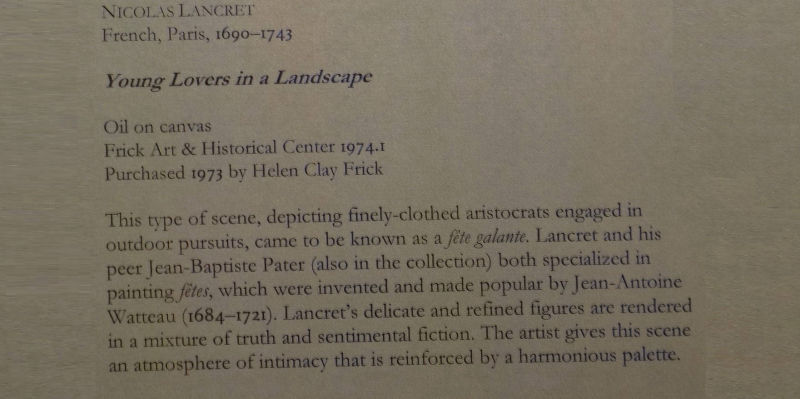 NICOLAS LANCRET
French, Paris, 1690–1743
Young Lovers in a Landscape
Oil on canvas
Frick Art & Historical Center 1974.1
Purchased 1973 by Helen Clay Frick
This type of scene, depicting finely-clothed aristocrats engaged in
outdoor pursuits, came to be known as a fête galante. Lancret and his
peer Jean-Baptiste Pater (also in the collection) both specialized in
painting fêtes, which were invented and made popular by Jean-Antoine
Watteau (1684–1721). Lancret's delicate and refined figures are rendered
in a mixture of truth and sentimental fiction. The artist gives this scene
an atmosphere of intimacy that is reinforced by a harmonious palette.